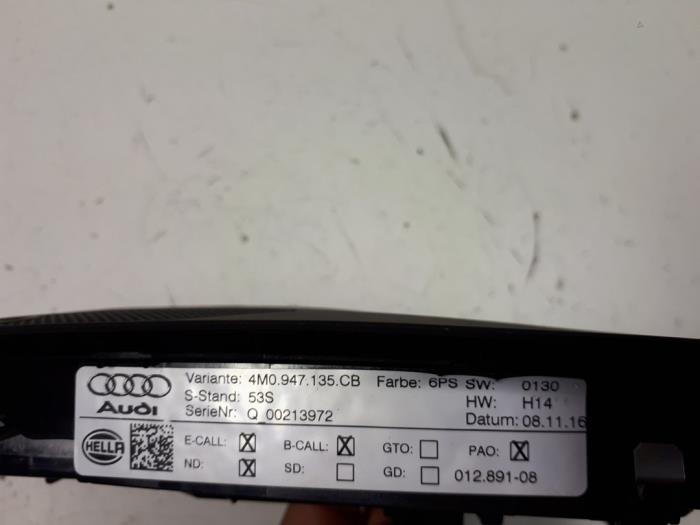 Variante: 4M0.947.135.CB Farbe: 6PS SW: 0130
S-Stand: 53S HW: H14
Audi SerieNr: Q 00213972 Datum: 08.11.16
HELLA E-CALL: X B-CALL: X GTO: PAO: X
ND: X SD: GD: 012.891-08